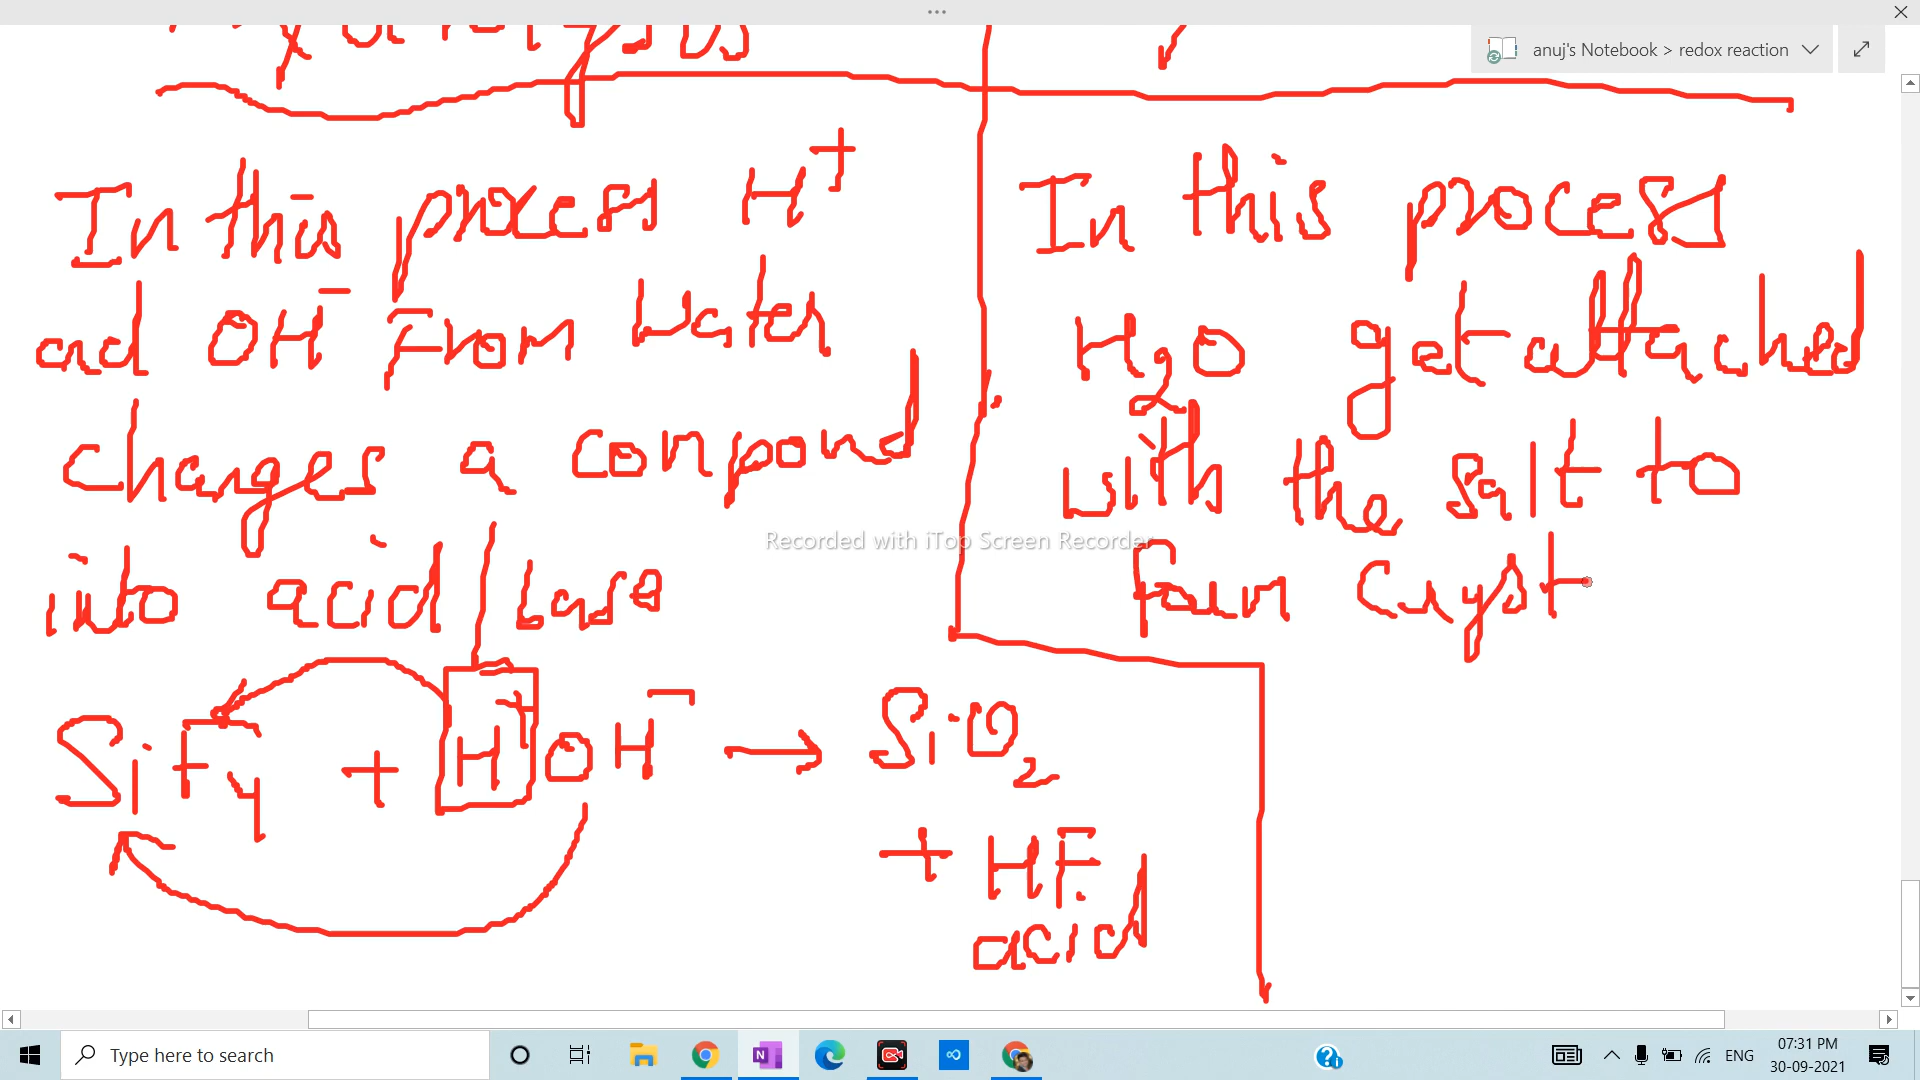 anuj's Notebook > redox reaction
In this process H+
ad OH- From water
changes a conpound
into acid/base
SiF4 + H+OH- → SiO2
+ HF.
acid
In this process
H2O get attached
with the salt to
form cryst
Recorded with iTop Screen Recorder
Type here to search
ENG
07:31 PM
30-09-2021